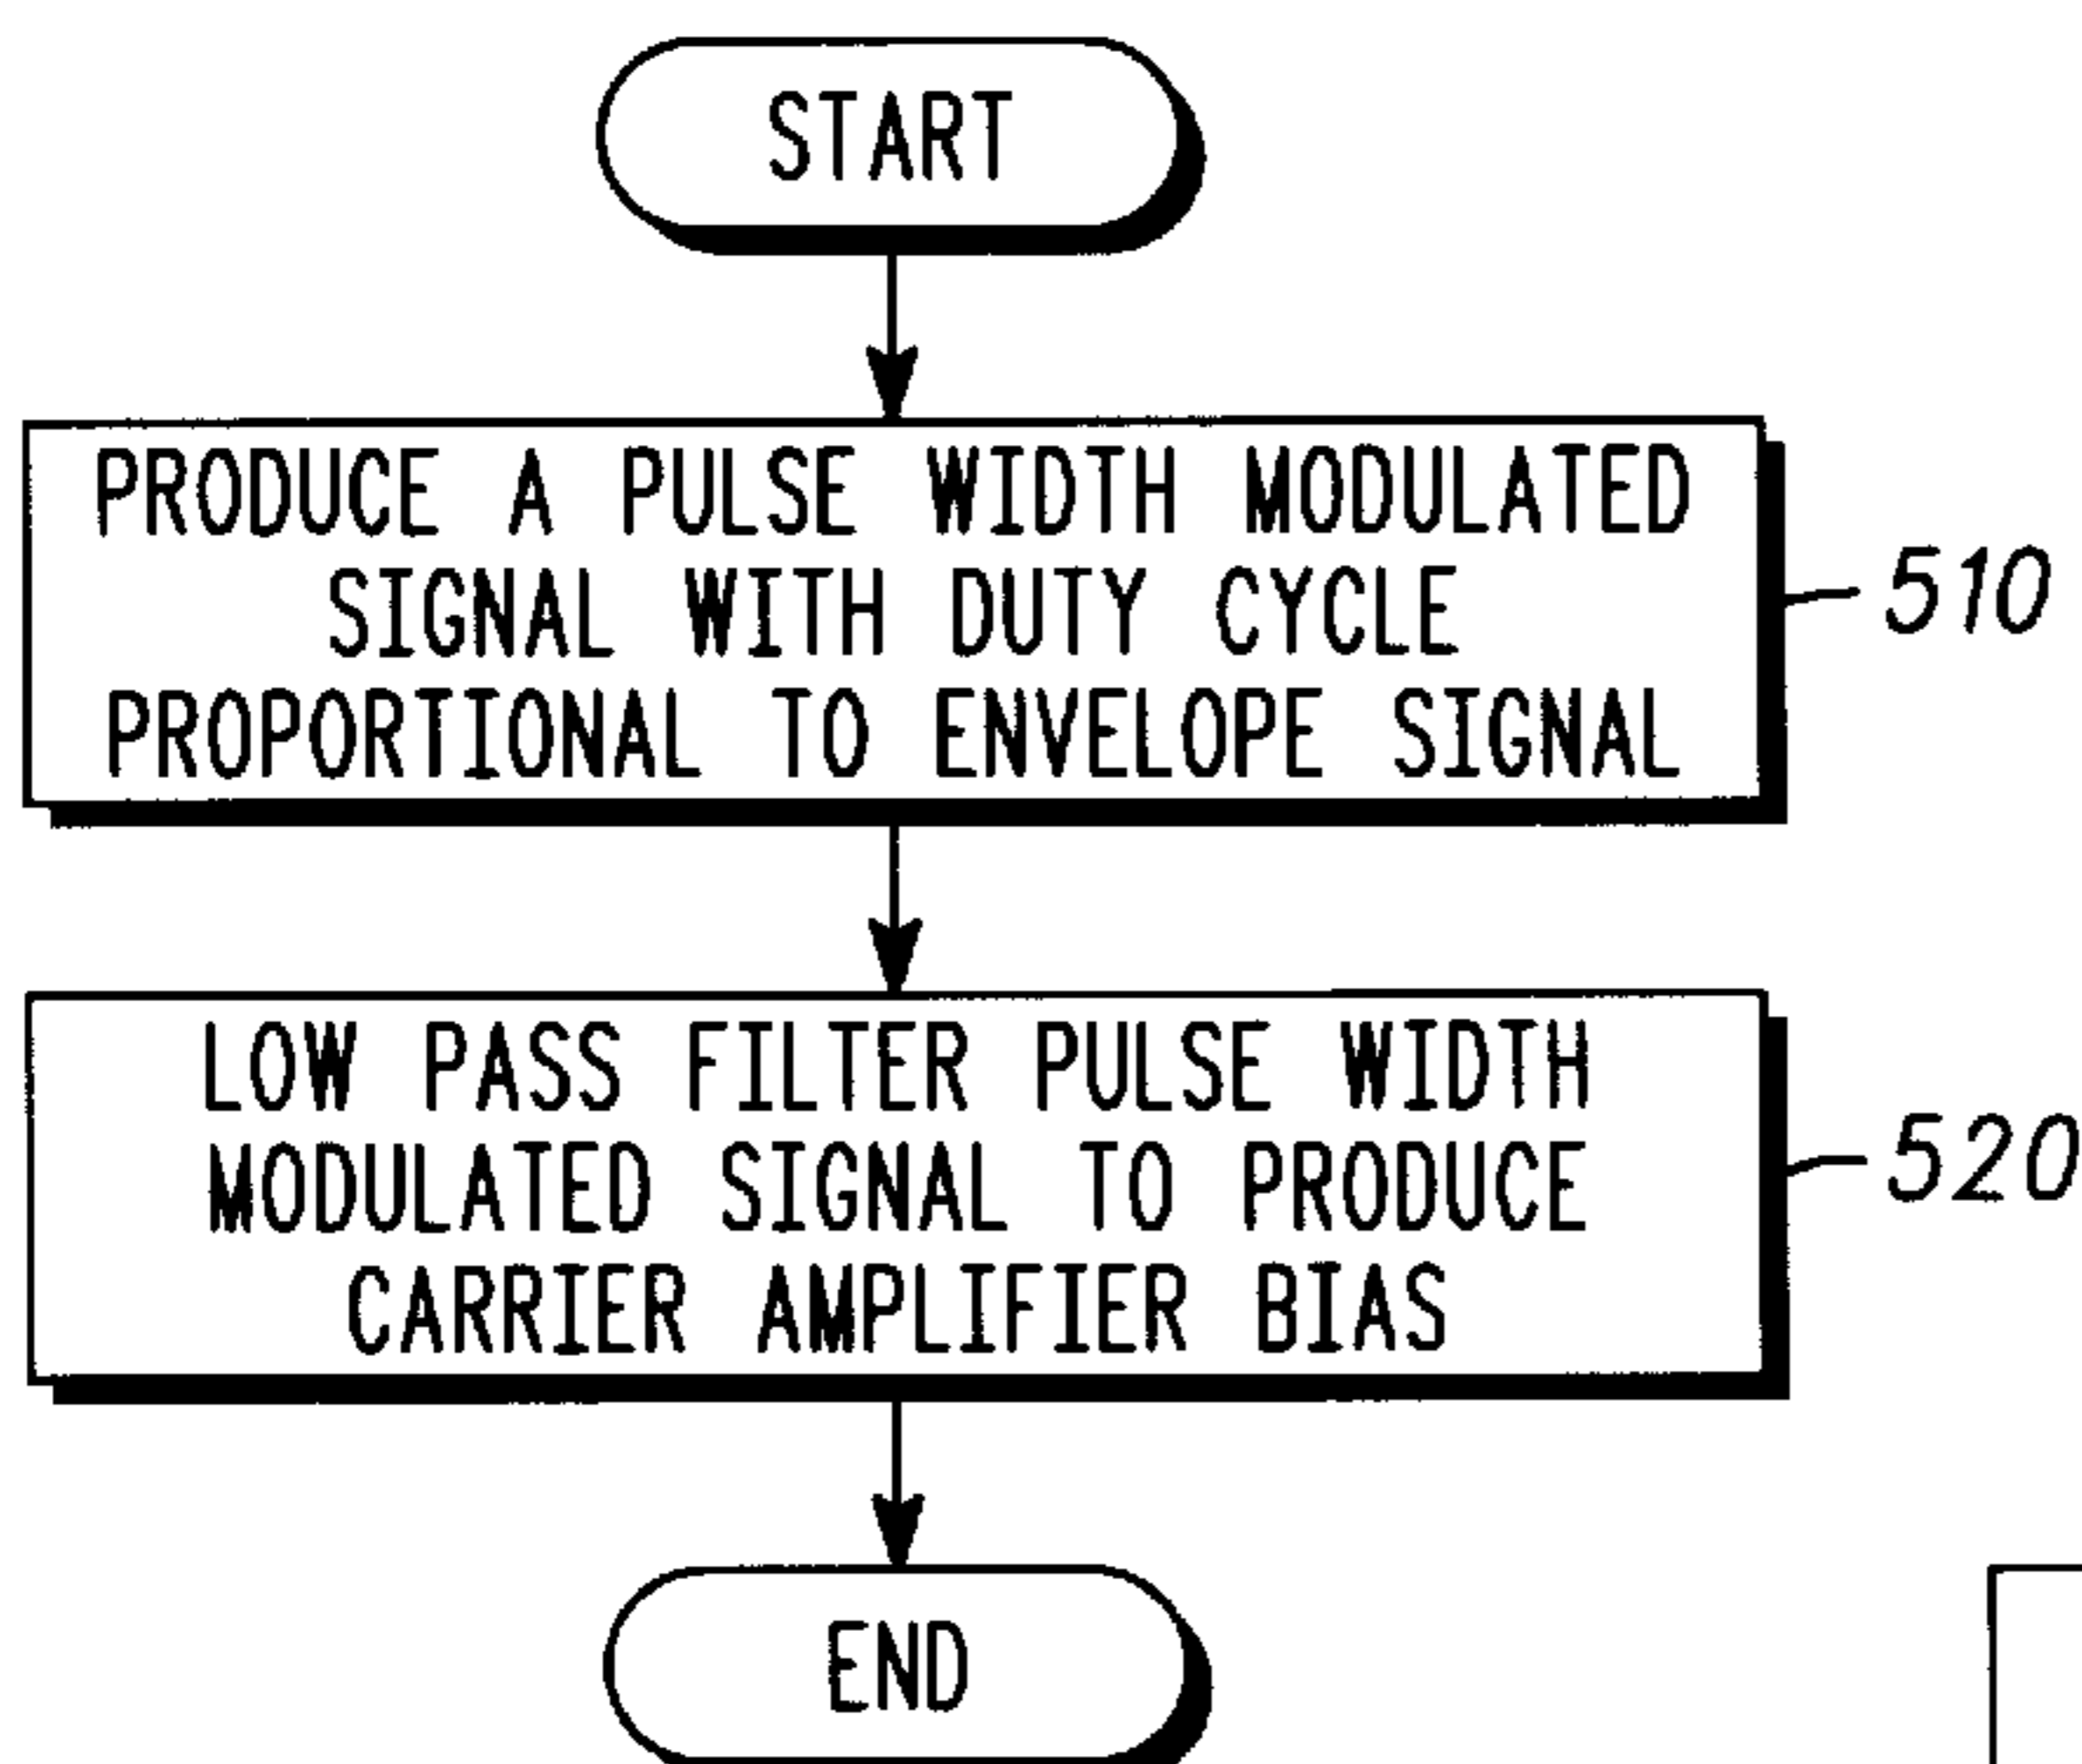 START
PRODUCE A PULSE WIDTH MODULATED
SIGNAL WITH DUTY CYCLE
PROPORTIONAL TO ENVELOPE SIGNAL
510
LOW PASS FILTER PULSE WIDTH
MODULATED SIGNAL TO PRODUCE
CARRIER AMPLIFIER BIAS
520
END